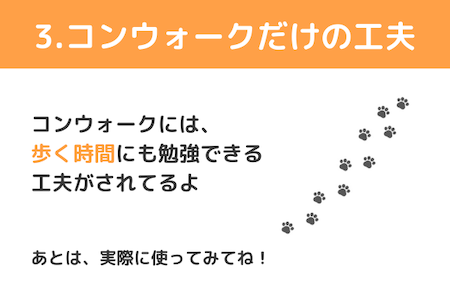 3.コンウォークだけの工夫
コンウォークには、
歩く時間にも勉強できる
工夫がされてるよ
あとは、実際に使ってみてね！